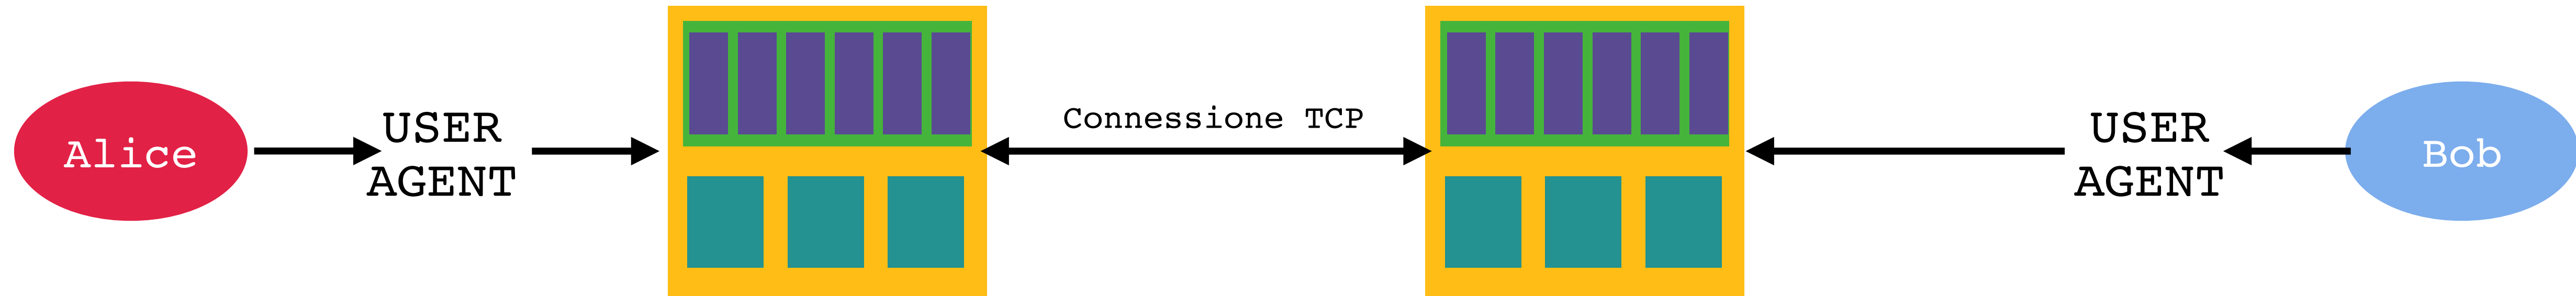 Alice
USER
AGENT
Connessione TCP
USER
AGENT
Bob